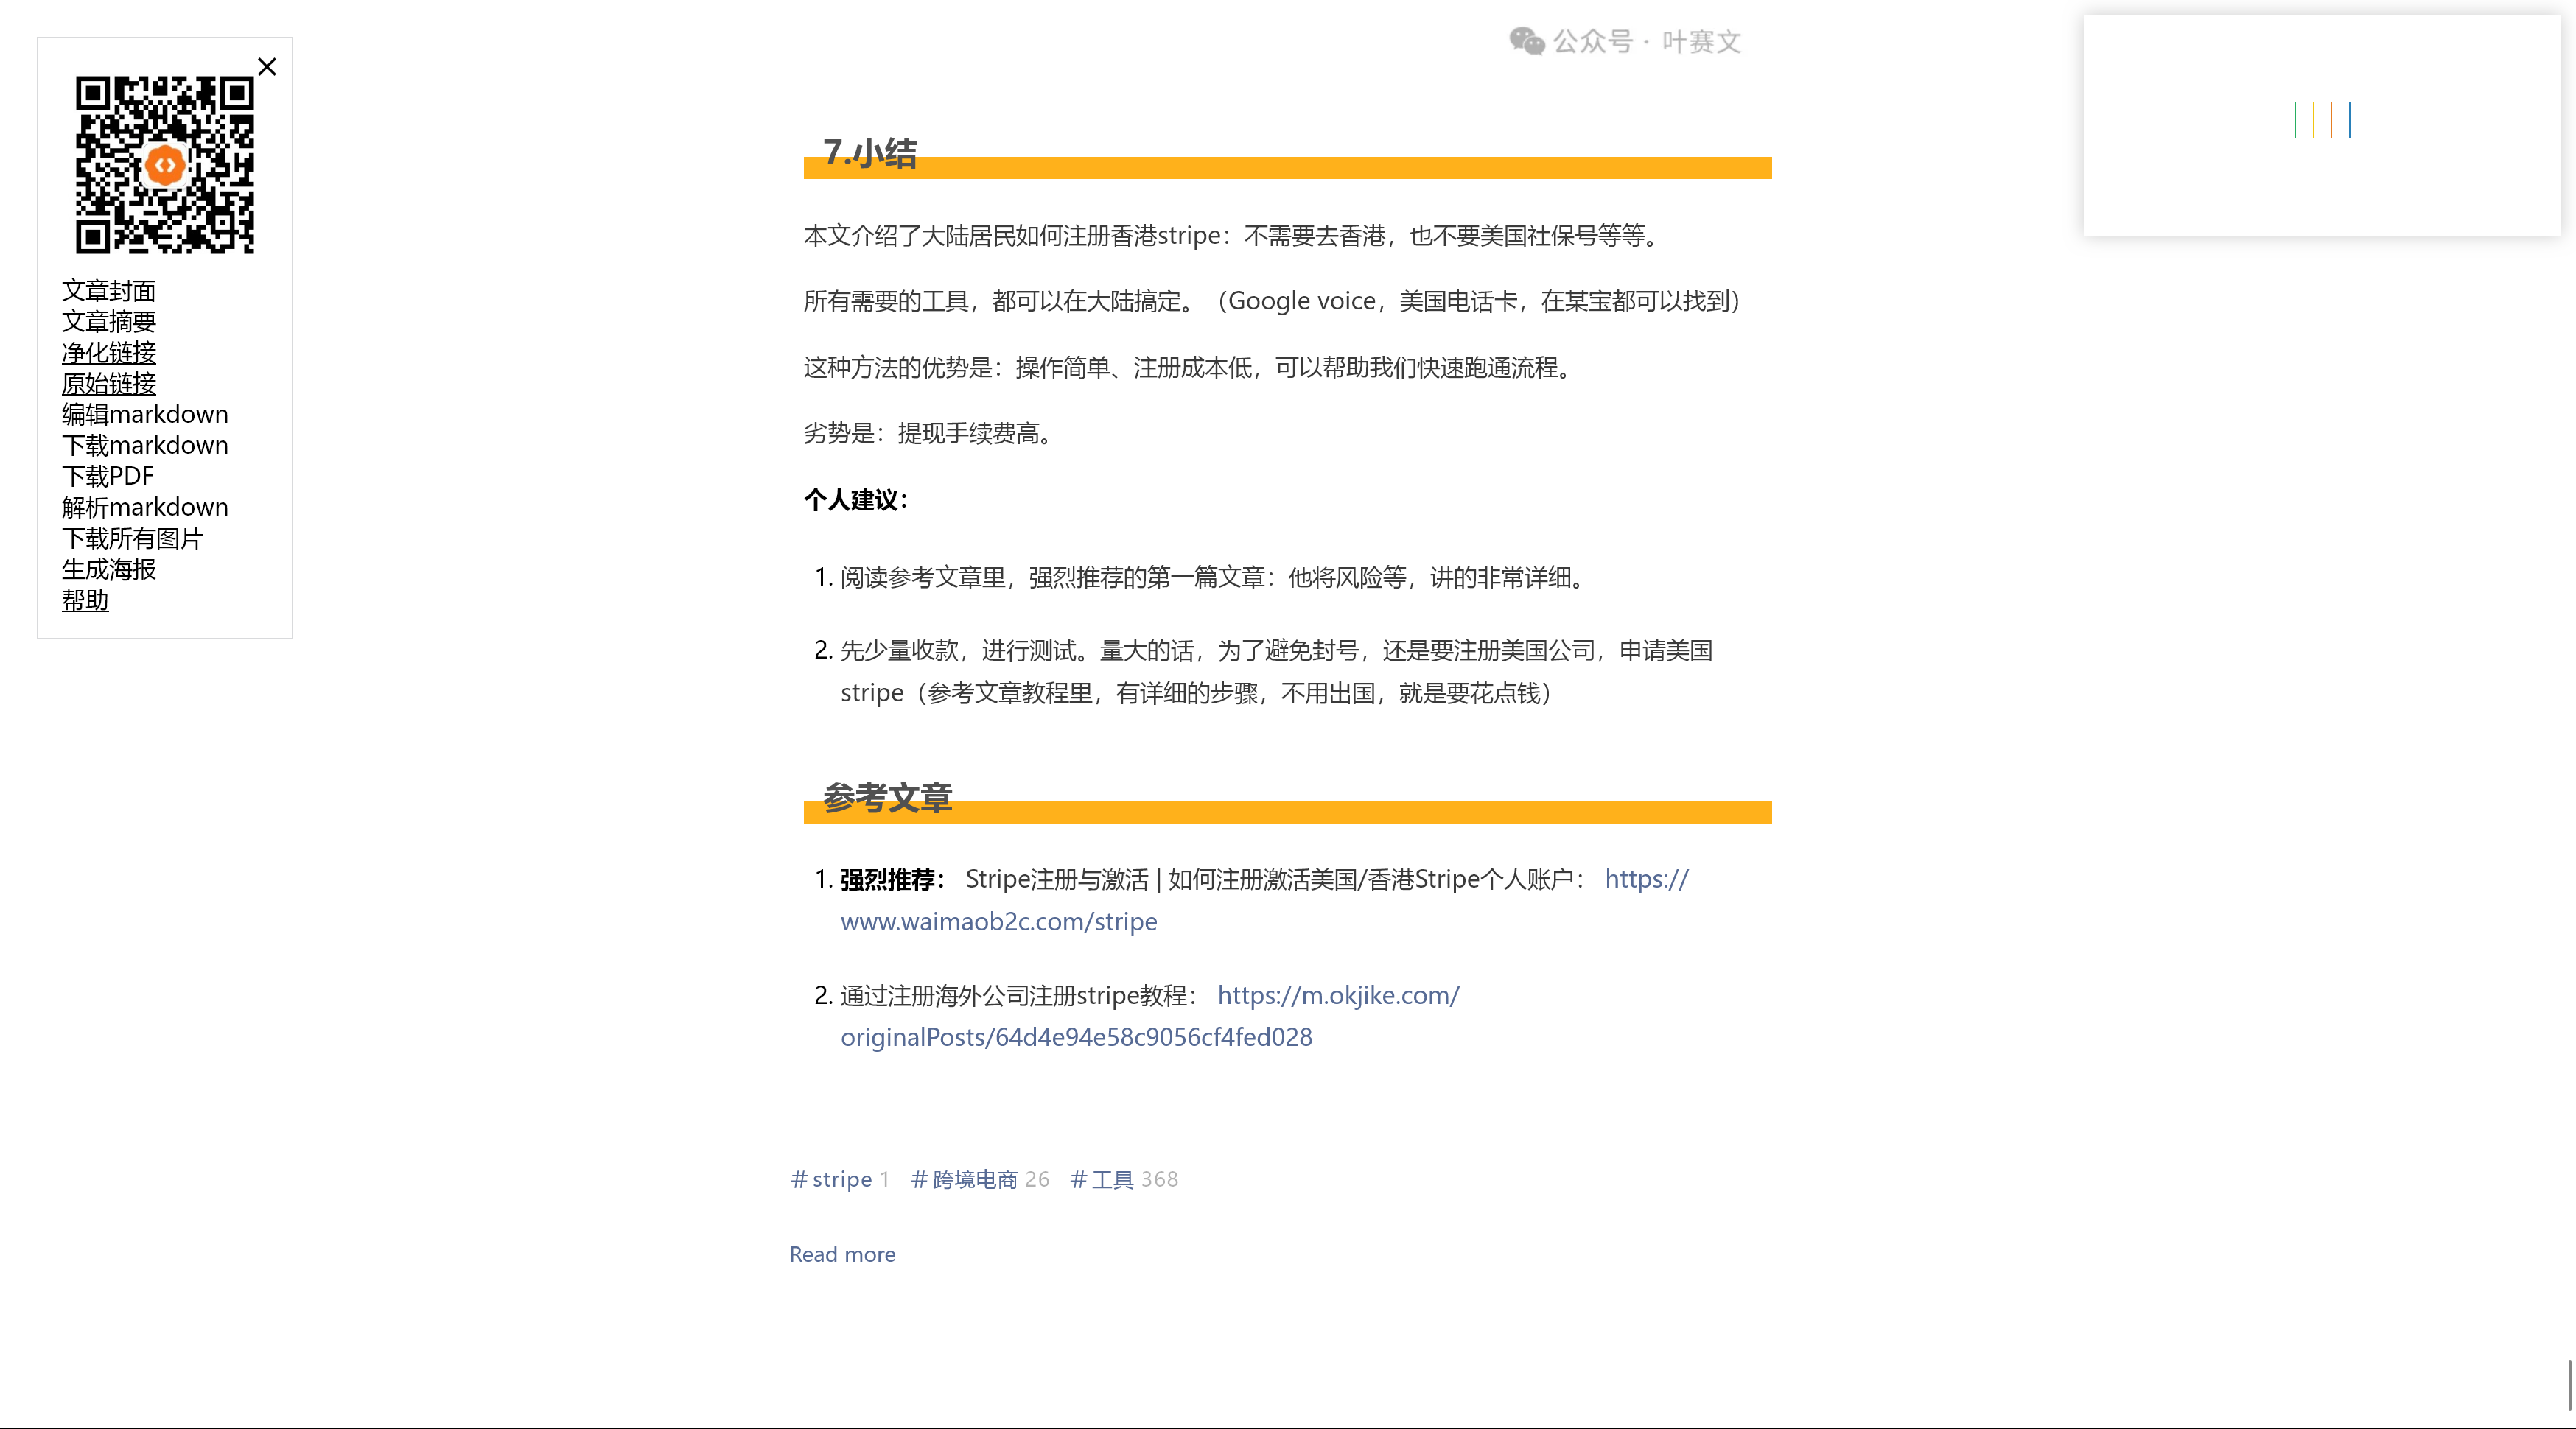 公众号 · 叶赛文
文章封面
文章摘要
净化链接
原始链接
编辑markdown
下载markdown
下载PDF
解析markdown
下载所有图片
生成海报
帮助
7.小结
本文介绍了大陆居民如何注册香港stripe：不需要去香港，也不要美国社保号等等。
所有需要的工具，都可以在大陆搞定。（Google voice，美国电话卡，在某宝都可以找到）
这种方法的优势是：操作简单、注册成本低，可以帮助我们快速跑通流程。
劣势是：提现手续费高。
个人建议：
1. 阅读参考文章里，强烈推荐的第一篇文章：他将风险等，讲的非常详细。
2. 先少量收款，进行测试。量大的话，为了避免封号，还是要注册美国公司，申请美国
stripe（参考文章教程里，有详细的步骤，不用出国，就是要花点钱）
参考文章
1. 强烈推荐： Stripe注册与激活 | 如何注册激活美国/香港Stripe个人账户： https://
www.waimaob2c.com/stripe
2. 通过注册海外公司注册stripe教程： https://m.okjike.com/
originalPosts/64d4e94e58c9056cf4fed028
#stripe 1 #跨境电商 26 #工具 368
Read more